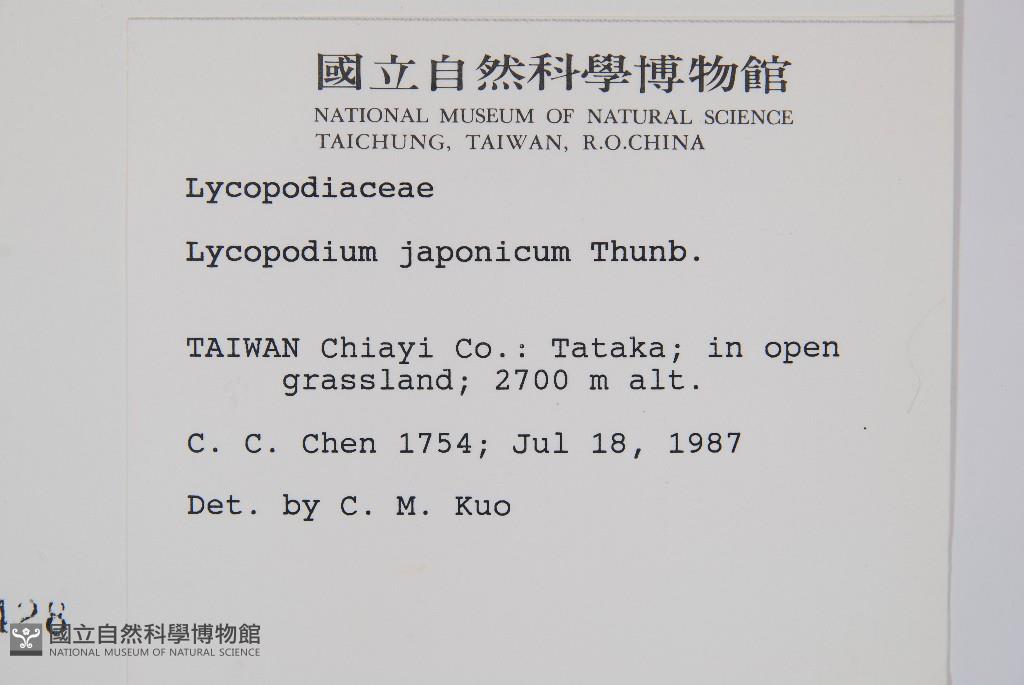 國立自然科學博物館
NATIONAL MUSEUM OF NATURAL SCIENCE
TAICHUNG, TAIWAN, R.O.CHINA
Lycopodiaceae
Lycopodium japonicum Thunb.
TAIWAN Chiayi Co.: Tataka; in open
grassland; 2700 m alt.
C. C. Chen 1754; Jul 18, 1987
Det. by C. M. Kuo
國立自然科學博物館
NATIONAL MUSEUM OF NATURAL SCIENCE